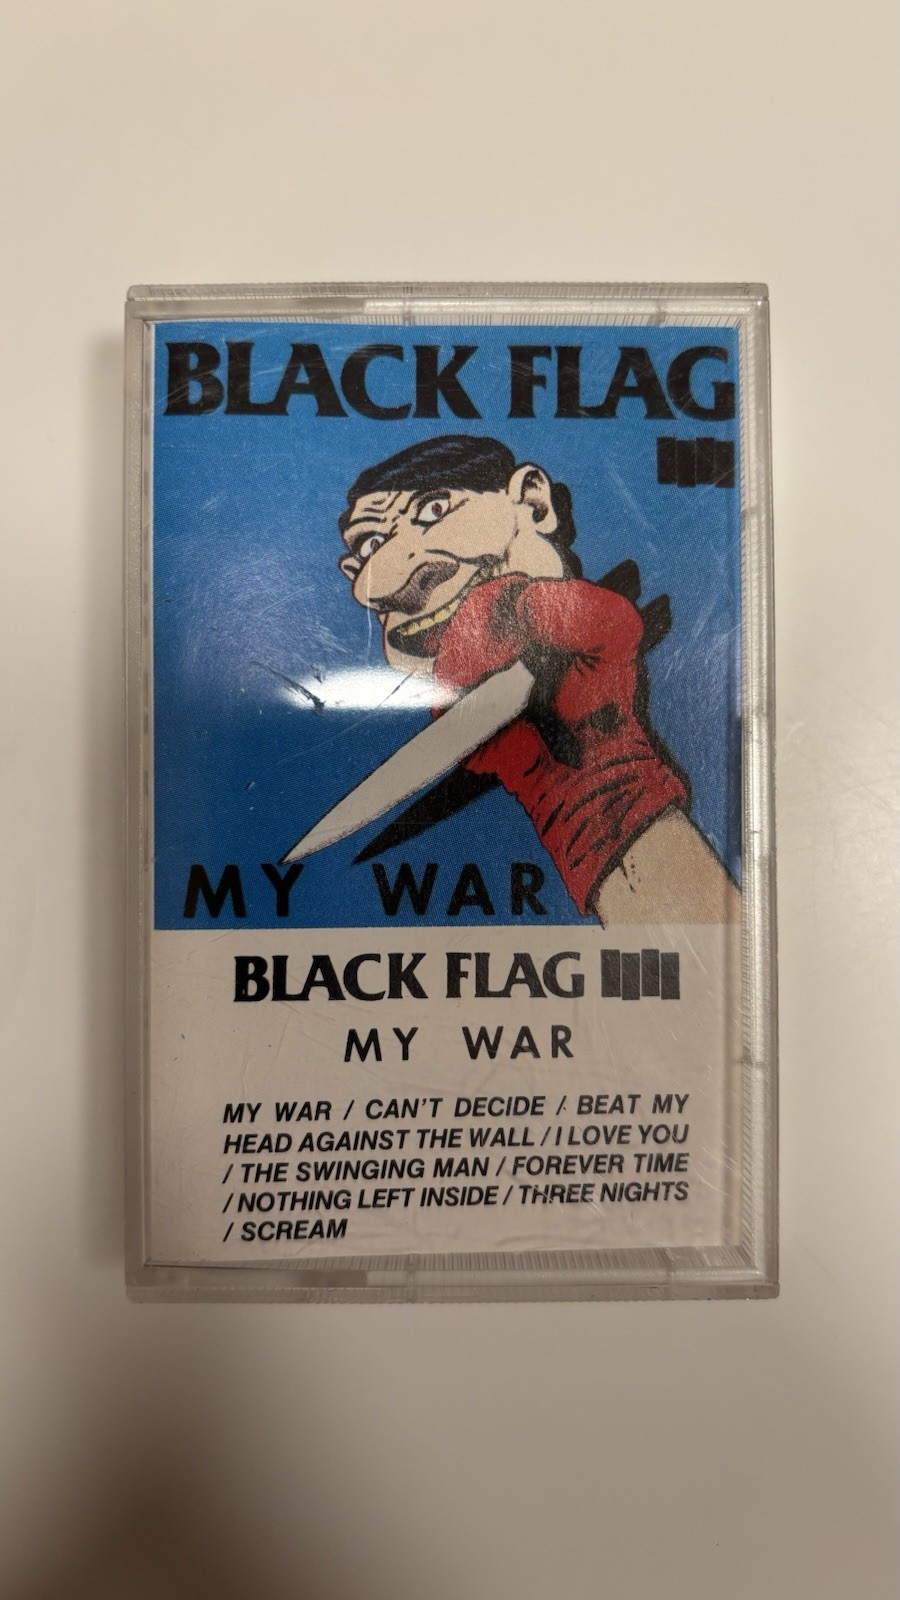 BLACK FLAG
MY WAR
BLACK FLAG
MY WAR
MY WAR / CAN'T DECIDE / BEAT MY
HEAD AGAINST THE WALL / I LOVE YOU
/ THE SWINGING MAN / FOREVER TIME
/ NOTHING LEFT INSIDE / THREE NIGHTS
/ SCREAM